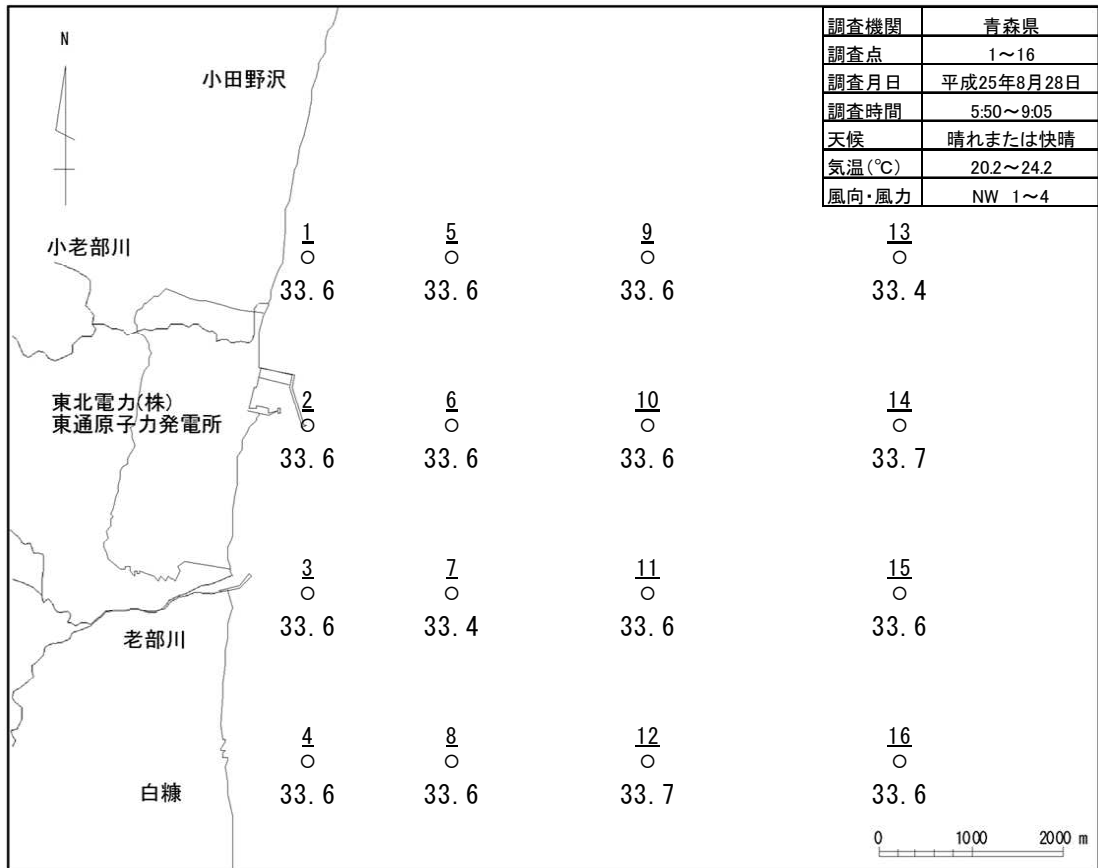 N
小田野沢
調査機関 青森県
調査点 1～16
調査月日 平成25年8月28日
調査時間 5:50～9:05
天候 晴れまたは快晴
気温(℃) 20.2～24.2
風向・風力 NW 1～4
小老部川
1 5 9 13
33.6 33.6 33.6 33.4
東北電力(株)
東通原子力発電所
2 6 10 14
33.6 33.6 33.6 33.7
3 7 11 15
33.6 33.4 33.6 33.6
老部川
4 8 12 16
白糠
33.6 33.6 33.7 33.6
0 1000 2000 m